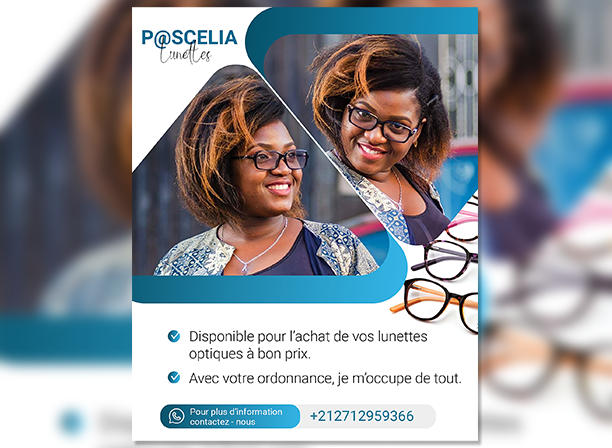 P@SCELIA
Lunettes
Disponible pour l'achat de vos lunettes
optiques à bon prix.
Avec votre ordonnance, je m'occupe de tout.
Pour plus d'information
contactez - nous
+212712959366